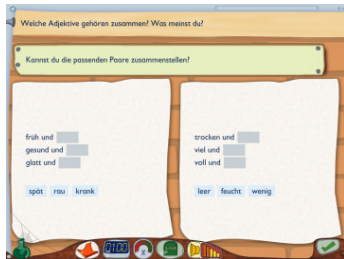 Welche Adjektive gehören zusammen? Was meinst du?
Kannst du die passenden Paare zusammenstellen?
früh und
gesund und
glatt und
spät rau krank
trocken und
viel und
voll und
leer feucht wenig